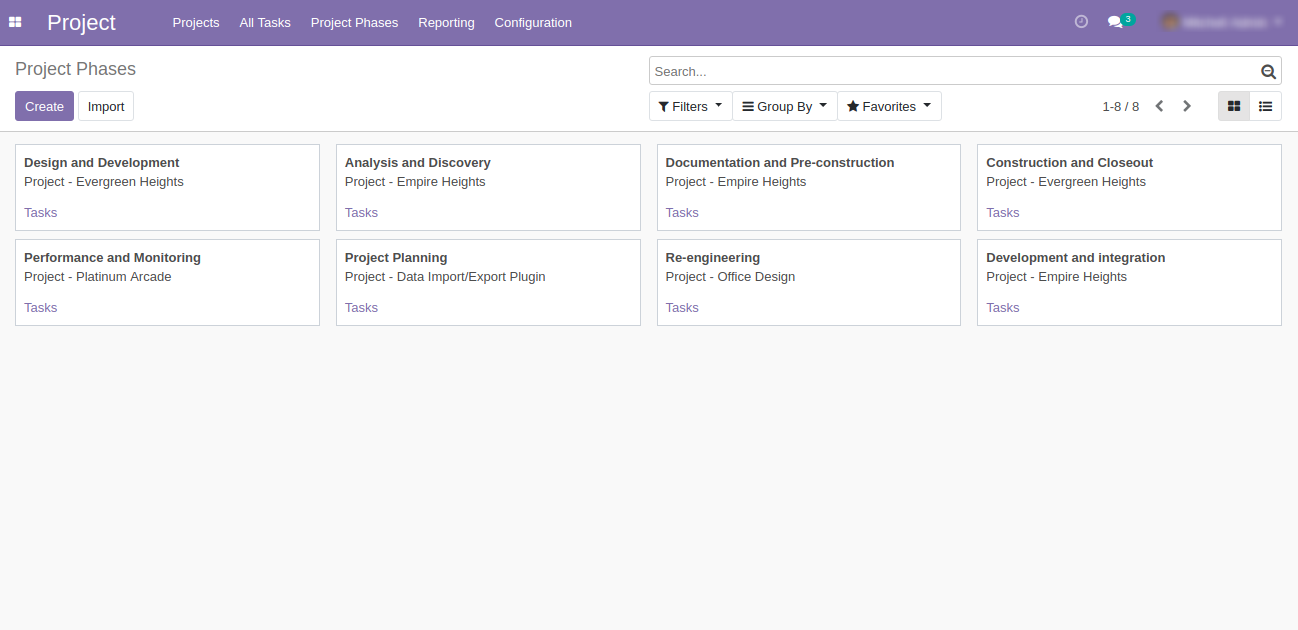 Project Projects All Tasks Project Phases Reporting Configuration 3
Project Phases
Search...
Create Import Filters Group By Favorites 1-8 / 8
Design and Development
Project - Evergreen Heights
Tasks
Analysis and Discovery
Project - Empire Heights
Tasks
Documentation and Pre-construction
Project - Empire Heights
Tasks
Construction and Closeout
Project - Evergreen Heights
Tasks
Performance and Monitoring
Project - Platinum Arcade
Tasks
Project Planning
Project - Data Import/Export Plugin
Tasks
Re-engineering
Project - Office Design
Tasks
Development and integration
Project - Empire Heights
Tasks